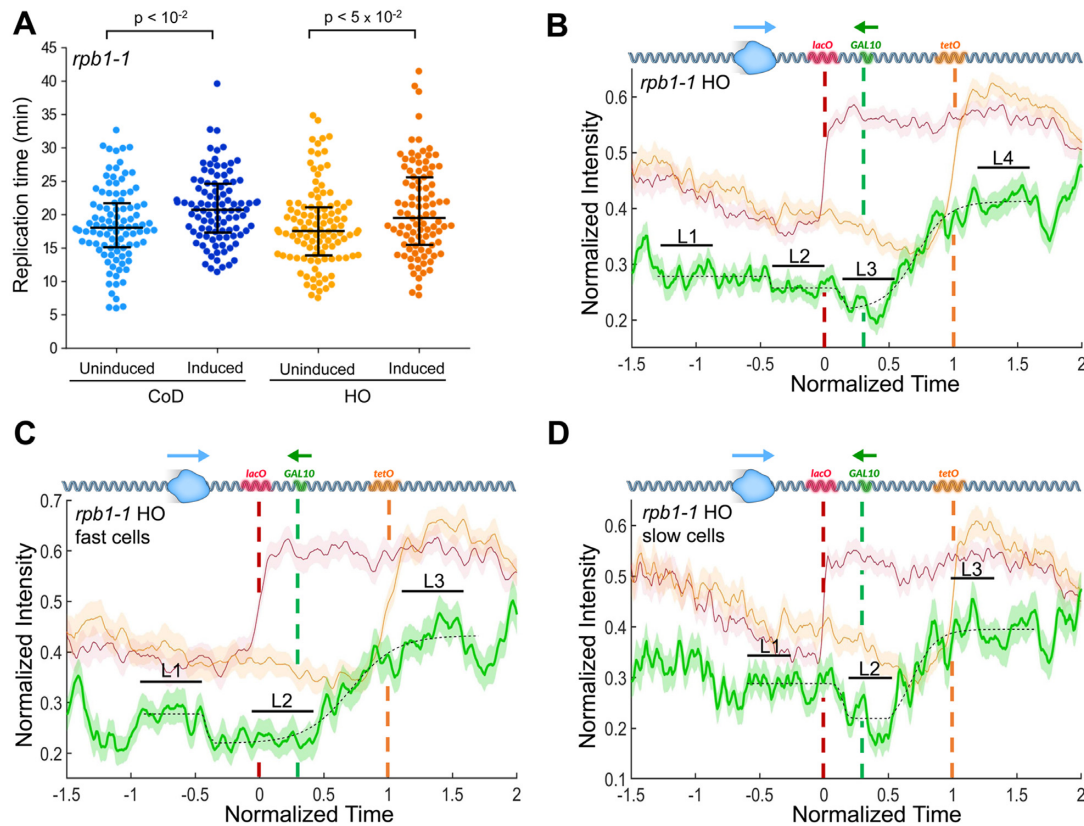 A
p < 10-2
p < 5 x 10-2
rpb1-1
Replication time (min)
45
40
35
30
25
20
15
10
5
0
Uninduced Induced Uninduced Induced
CoD HO
B
lacO GAL10 tetO
rpb1-1 HO
Normalized Intensity
0.6
0.5
0.4
0.3
0.2
L1 L2 L3 L4
-1.5 -1 -0.5 0 0.5 1 1.5 2
Normalized Time
C
lacO GAL10 tetO
rpb1-1 HO
fast cells
Normalized Intensity
0.7
0.6
0.5
0.4
0.3
0.2
L1 L2 L3
-1.5 -1 -0.5 0 0.5 1 1.5 2
Normalized Time
D
lacO GAL10 tetO
rpb1-1 HO
slow cells
Normalized Intensity
0.7
0.6
0.5
0.4
0.3
0.2
0.1
L1 L2 L3
-1.5 -1 -0.5 0 0.5 1 1.5 2
Normalized Time